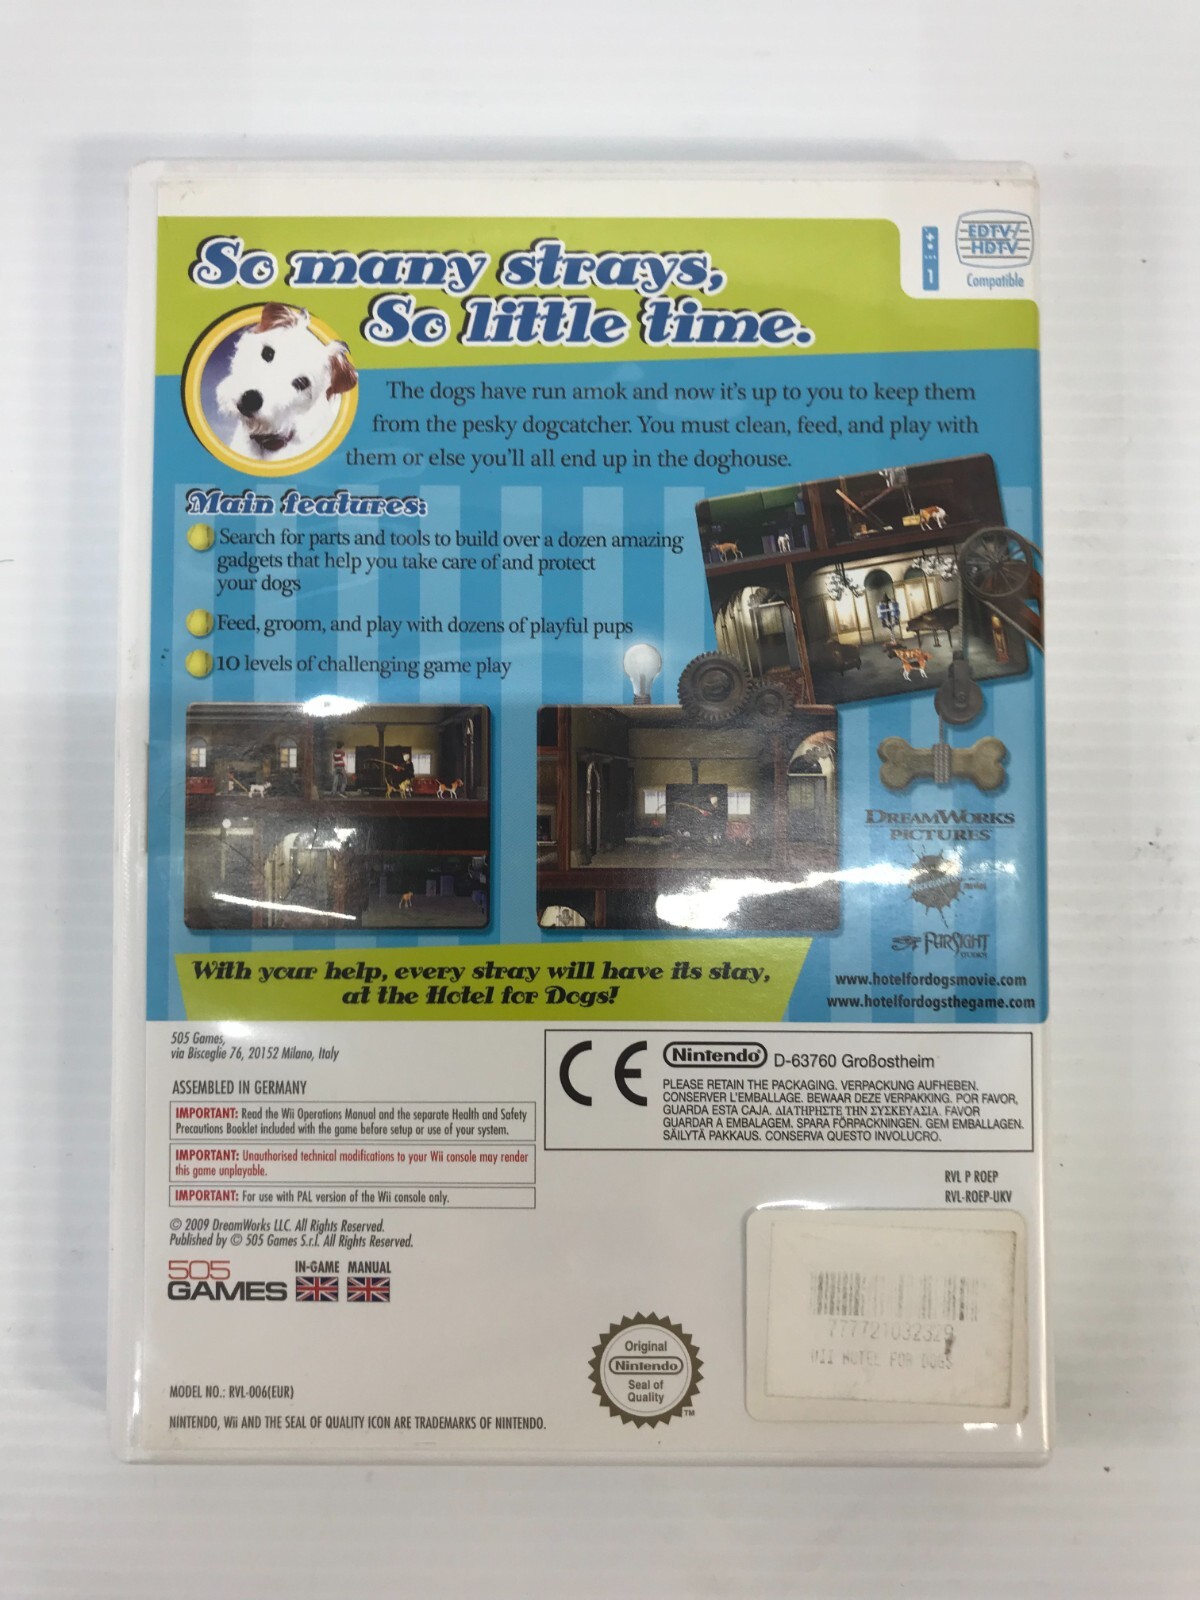 So many strays,
So little time.
EDTV/
HDTV
Compatible
1
The dogs have run amok and now it's up to you to keep them
from the pesky dogcatcher. You must clean, feed, and play with
them or else you'll all end up in the doghouse.
Main features:
Search for parts and tools to build over a dozen amazing
gadgets that help you take care of and protect
your dogs
Feed, groom, and play with dozens of playful pups
10 levels of challenging game play
DREAMWORKS
PICTURES
FARSIGHT
STUDIOS
With your help, every stray will have its stay,
at the Hotel for Dogs!
www.hotelfordogsmovie.com
www.hotelfordogsthegame.com
505 Games,
via Bisceglie 76, 20152 Milano, Italy
ASSEMBLED IN GERMANY
IMPORTANT: Read the Wii Operations Manual and the separate Health and Safety
Precautions Booklet included with the game before setup or use of your system.
IMPORTANT: Unauthorised technical modifications to your Wii console may render
this game unplayable.
IMPORTANT: For use with PAL version of the Wii console only.
© 2009 DreamWorks LLC. All Rights Reserved.
Published by © 505 Games S.r.l. All Rights Reserved.
505
GAMES
IN-GAME MANUAL
CE
Nintendo D-63760 Großostheim
PLEASE RETAIN THE PACKAGING. VERPACKUNG AUFHEBEN.
CONSERVER L'EMBALLAGE. BEWAAR DEZE VERPAKKING. POR FAVOR,
GUARDA ESTA CAJA. ΔΙΑΤΗΡΗΣΤΕ ΤΗΝ ΣΥΣΚΕΥΑΣΙΑ. FAVOR
GUARDAR A EMBALAGEM. SPARA FÖRPACKNINGEN. GEM EMBALLAGEN.
SÄILYTÄ PAKKAUS. CONSERVA QUESTO INVOLUCRO.
RVL P ROEP
RVL-ROEP-UKV
777721032329
WII HOTEL FOR DOGS
Original
Nintendo
Seal of
Quality
TM
MODEL NO.: RVL-006(EUR)
NINTENDO, Wii AND THE SEAL OF QUALITY ICON ARE TRADEMARKS OF NINTENDO.